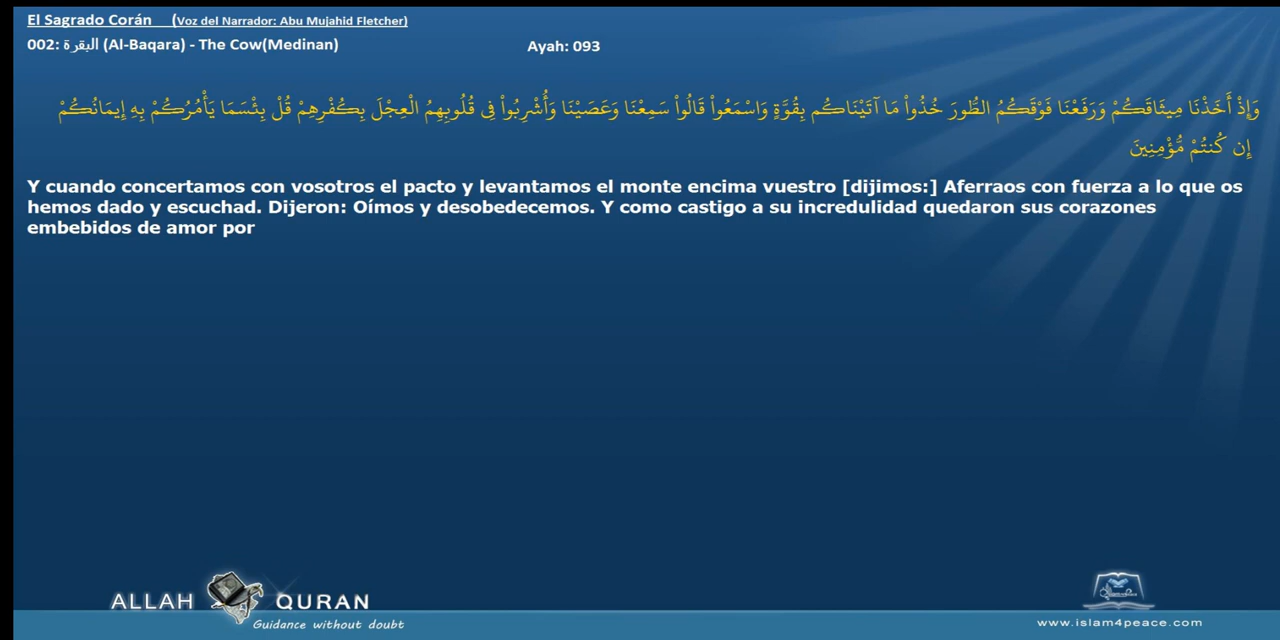 El Sagrado Corán (Voz del Narrador: Abu Mujahid Fletcher)
002: البقرة (Al-Baqara) - The Cow(Medinan) Ayah: 093
وَإِذْ أَخَذْنَا مِيثَاقَكُمْ وَرَفَعْنَا فَوْقَكُمُ الطُّورَ خُذُواْ مَا آتَيْنَاكُم بِقُوَّةٍ وَاسْمَعُواْ قَالُواْ سَمِعْنَا وَعَصَيْنَا وَأُشْرِبُواْ فِي قُلُوبِهِمُ الْعِجْلَ بِكُفْرِهِمْ قُلْ بِئْسَمَا يَأْمُرُكُمْ بِهِ إِيمَانُكُمْ
إِن كُنتُمْ مُّؤْمِنِينَ
Y cuando concertamos con vosotros el pacto y levantamos el monte encima vuestro [dijimos:] Aferraos con fuerza a lo que os
hemos dado y escuchad. Dijeron: Oímos y desobedecemos. Y como castigo a su incredulidad quedaron sus corazones
embebidos de amor por
ALLAH QURAN
Guidance without doubt
www.islam4peace.com